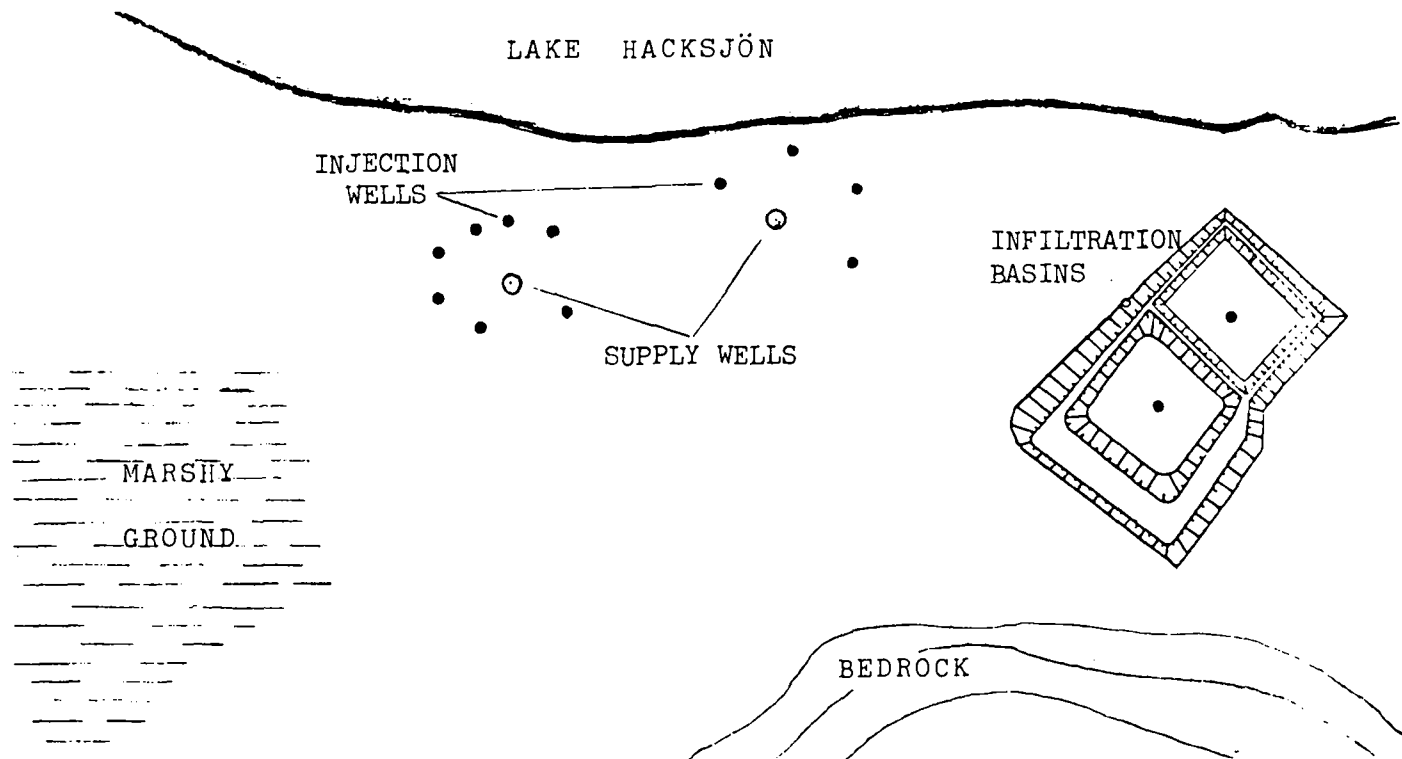 LAKE HACKSJÖN
INJECTION
WELLS
INFILTRATION
BASINS
SUPPLY WELLS
MARSHY
GROUND
BEDROCK